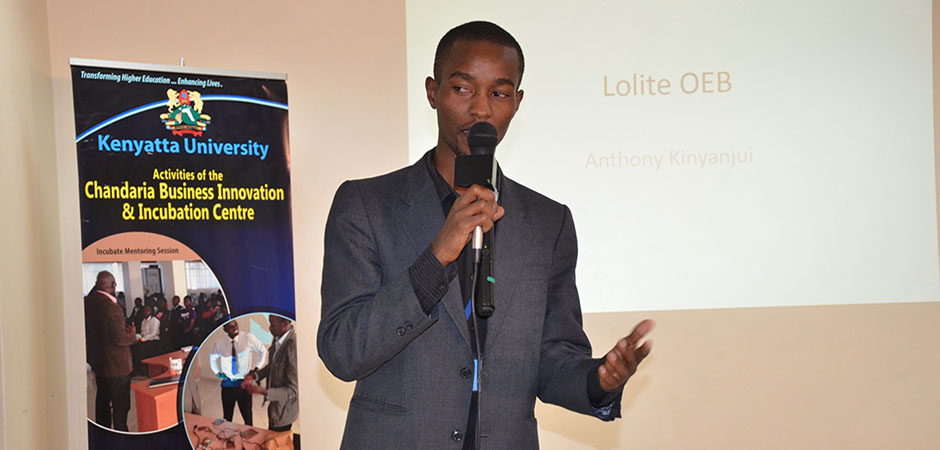 Transforming Higher Education ... Enhancing Lives.
Kenyatta University
Activities of the
Chandaria Business Innovation
& Incubation Centre
Incubate Mentoring Session
Lolite OEB
Anthony Kinyanjui